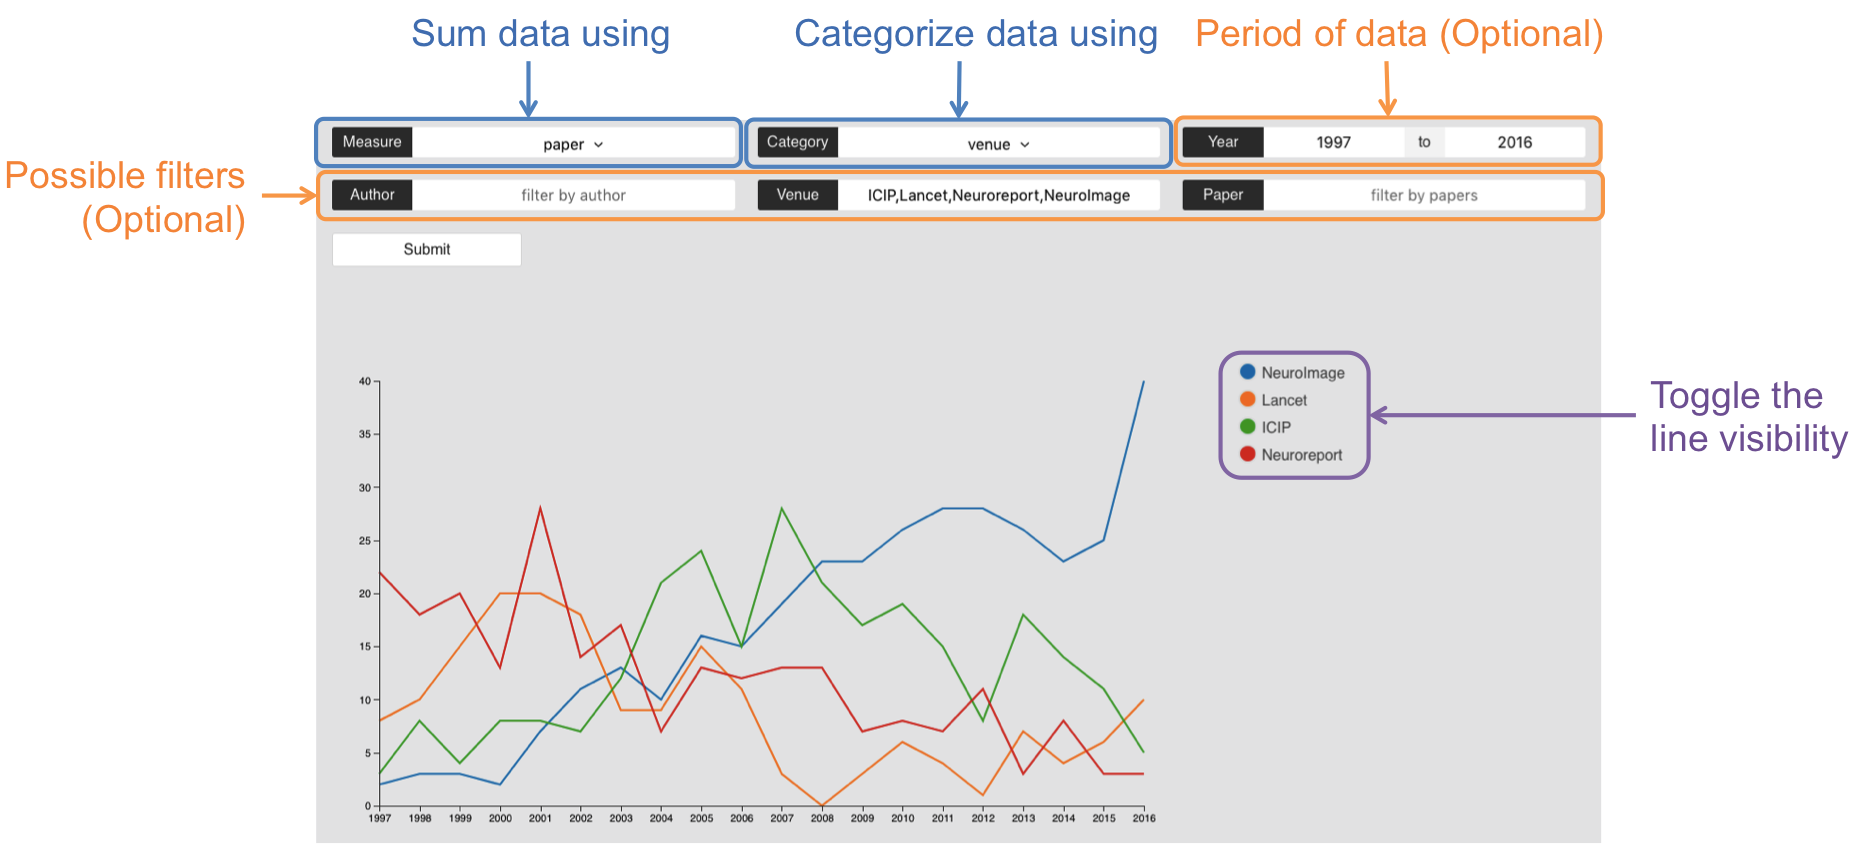 Sum data using
Categorize data using
Period of data (Optional)
Measure
paper
Category
venue
Year
1997
to
2016
Possible filters
(Optional)
Author
filter by author
Venue
ICIP,Lancet,Neuroreport,NeuroImage
Paper
filter by papers
Submit
NeuroImage
Lancet
ICIP
Neuroreport
Toggle the
line visibility
40
35
30
25
20
15
10
5
0
1997 1998 1999 2000 2001 2002 2003 2004 2005 2006 2007 2008 2009 2010 2011 2012 2013 2014 2015 2016